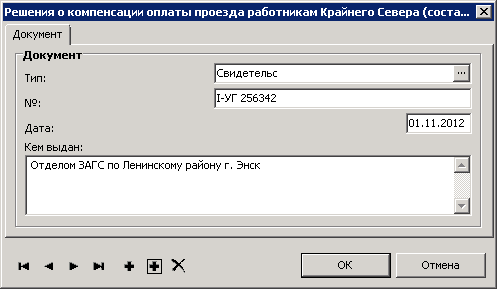 Решения о компенсации оплаты проезда работникам Крайнего Севера (соста...
Документ
Документ
Тип:
Свидетельс
...
№:
I-УГ 256342
Дата:
01.11.2012
Кем выдан:
Отделом ЗАГС по Ленинскому району г. Энск
ОК
Отмена